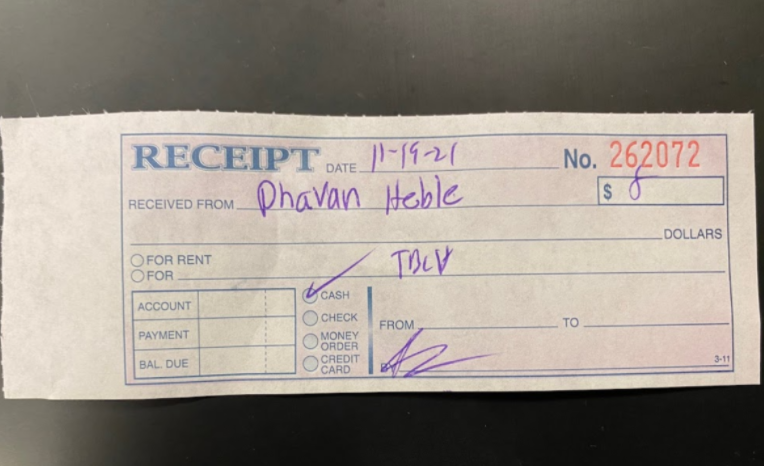 RECEIPT DATE 11-19-21 No. 262072
RECEIVED FROM Dhavan Heble $ 8
DOLLARS
FOR RENT
FOR TBLV
ACCOUNT
PAYMENT
BAL. DUE
CASH
CHECK
MONEY ORDER
CREDIT CARD
FROM TO
3-11